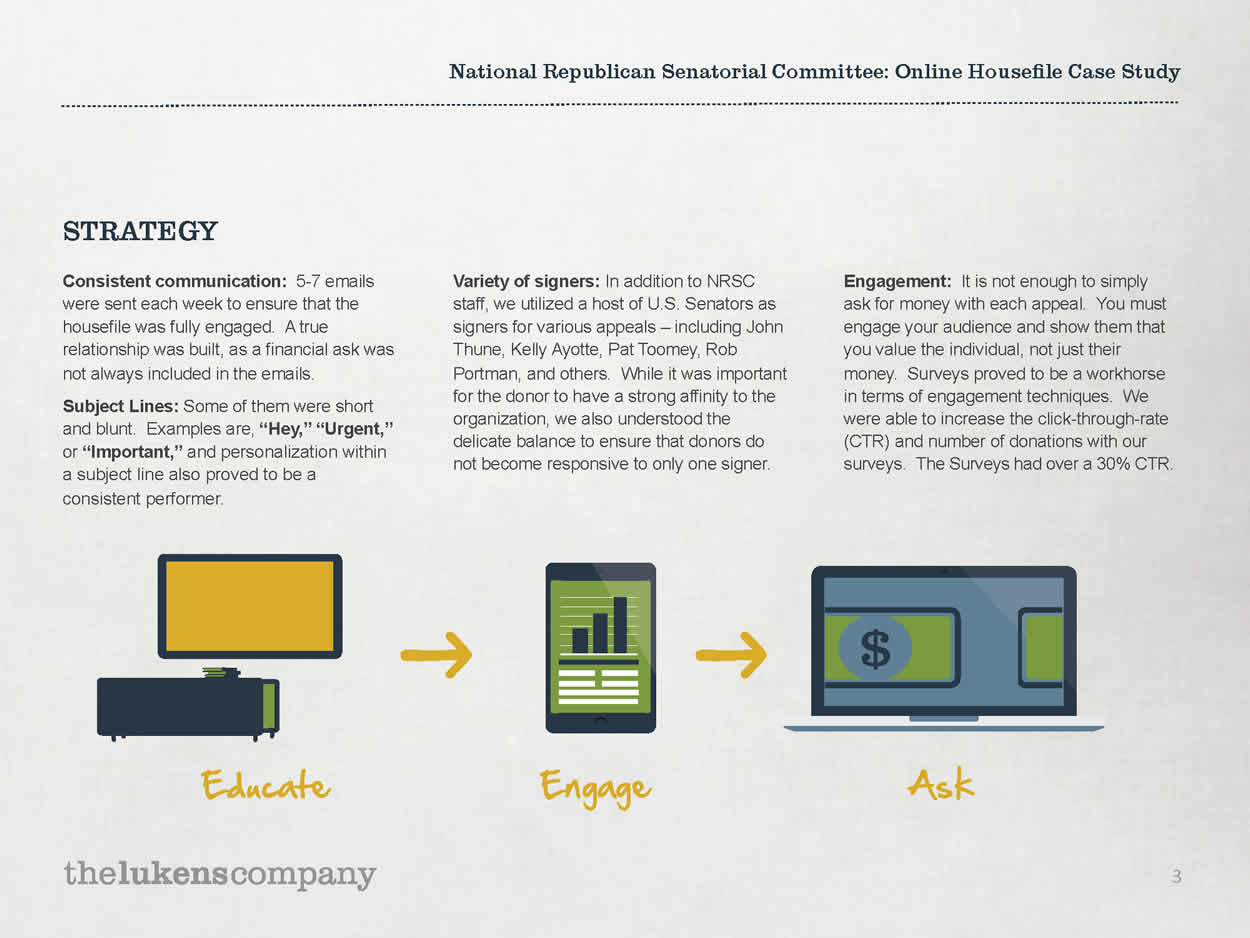 National Republican Senatorial Committee: Online Housefile Case Study
STRATEGY
Consistent communication: 5-7 emails
were sent each week to ensure that the
housefile was fully engaged. A true
relationship was built, as a financial ask was
not always included in the emails.
Subject Lines: Some of them were short
and blunt. Examples are, “Hey,” “Urgent,”
or “Important,” and personalization within
a subject line also proved to be a
consistent performer.
Variety of signers: In addition to NRSC
staff, we utilized a host of U.S. Senators as
signers for various appeals – including John
Thune, Kelly Ayotte, Pat Toomey, Rob
Portman, and others. While it was important
for the donor to have a strong affinity to the
organization, we also understood the
delicate balance to ensure that donors do
not become responsive to only one signer.
Engagement: It is not enough to simply
ask for money with each appeal. You must
engage your audience and show them that
you value the individual, not just their
money. Surveys proved to be a workhorse
in terms of engagement techniques. We
were able to increase the click-through-rate
(CTR) and number of donations with our
surveys. The Surveys had over a 30% CTR.
$
Educate
Engage
Ask
thelukenscompany
3